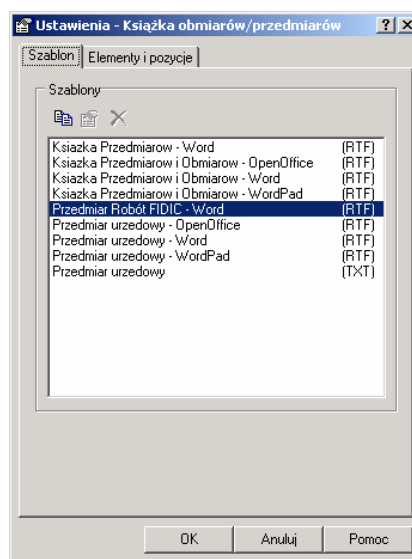 Ustawienia - Książka obmiarów/przedmiarów
Szablon
Elementy i pozycje
Szablony
Ksiazka Przedmiarow - Word (RTF)
Ksiazka Przedmiarow i Obmiarow - OpenOffice (RTF)
Ksiazka Przedmiarow i Obmiarow - Word (RTF)
Ksiazka Przedmiarow i Obmiarow - WordPad (RTF)
Przedmiar Robót FIDIC - Word (RTF)
Przedmiar urzedowy - OpenOffice (RTF)
Przedmiar urzedowy - Word (RTF)
Przedmiar urzedowy - WordPad (RTF)
Przedmiar urzedowy (TXT)
OK Anuluj Pomoc